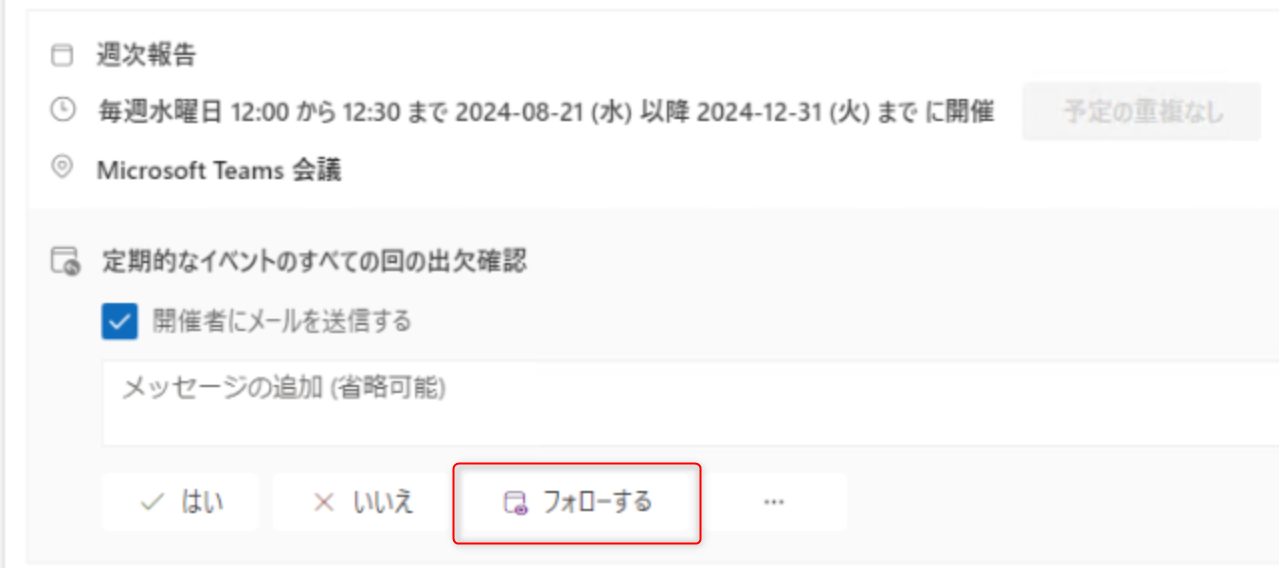 週次報告
毎週水曜日 12:00 から 12:30 まで 2024-08-21 (水) 以降 2024-12-31 (火) まで に開催
予定の重複なし
Microsoft Teams 会議
定期的なイベントのすべての回の出欠確認
開催者にメールを送信する
メッセージの追加 (省略可能)
はい
いいえ
フォローする
...